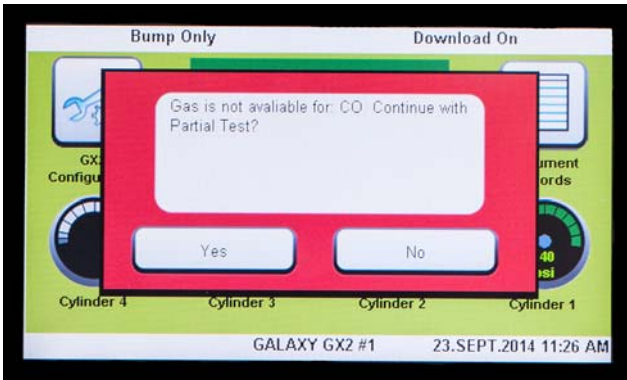 Bump Only Download On
Gas is not avaliable for: CO Continue with
Partial Test?
GX
Configu
ument
ords
Yes No
40
si
Cylinder 4 Cylinder 3 Cylinder 2 Cylinder 1
GALAXY GX2 #1 23.SEPT.2014 11:26 AM